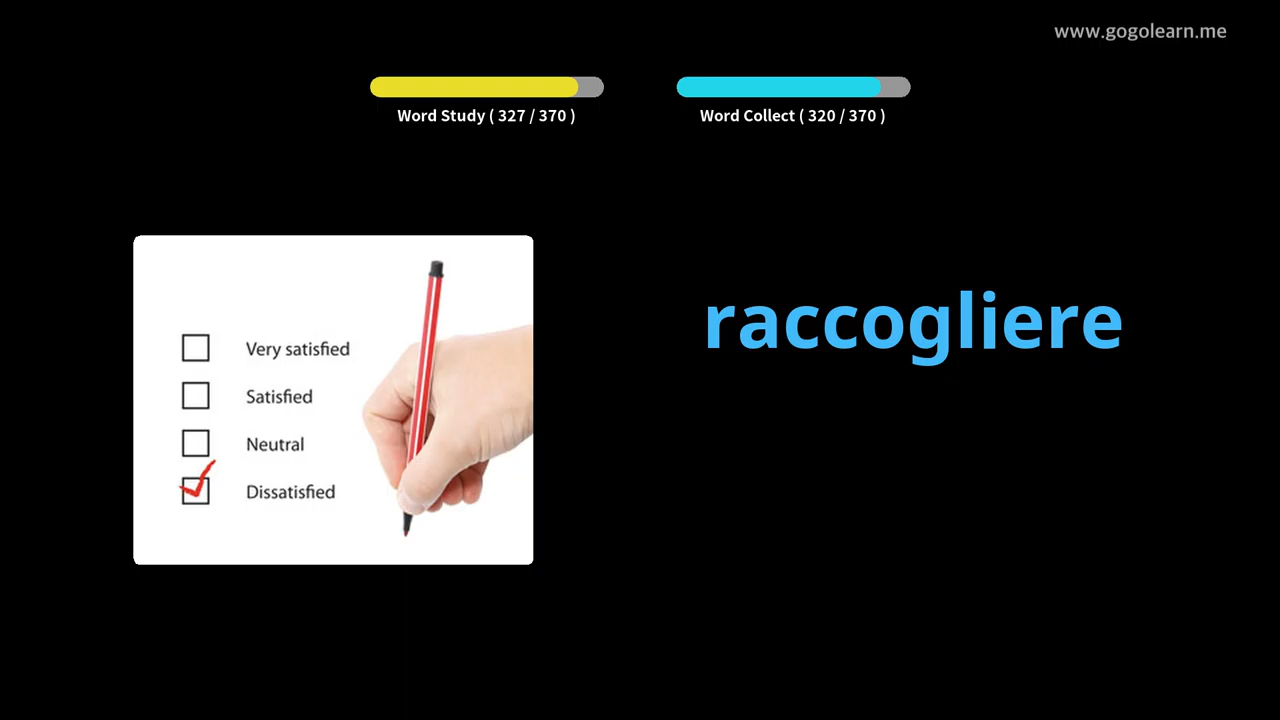 www.gogolearn.me
Word Study ( 327 / 370 )
Word Collect ( 320 / 370 )
raccogliere
Very satisfied
Satisfied
Neutral
Dissatisfied